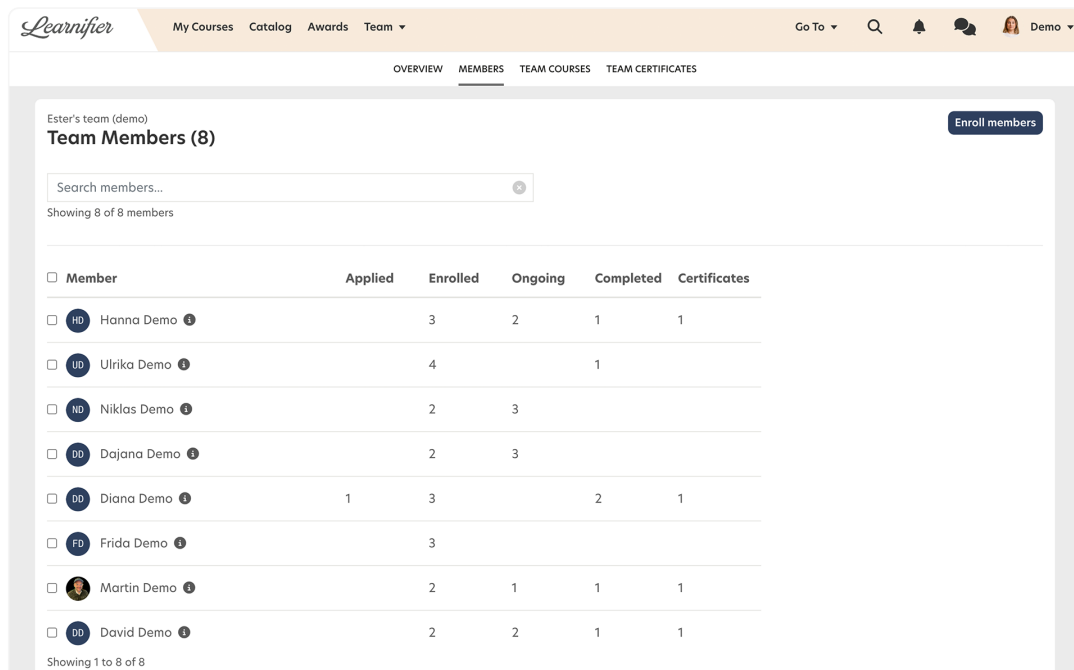 Learnifier My Courses Catalog Awards Team Go To Demo
OVERVIEW MEMBERS TEAM COURSES TEAM CERTIFICATES
Ester's team (demo)
Team Members (8)
Enroll members
Search members...
Showing 8 of 8 members
Member Applied Enrolled Ongoing Completed Certificates
HD Hanna Demo 3 2 1 1
UD Ulrika Demo 4 1
ND Niklas Demo 2 3
DD Dajana Demo 2 3
DD Diana Demo 1 3 2 1
FD Frida Demo 3
Martin Demo 2 1 1 1
DD David Demo 2 2 1 1
Showing 1 to 8 of 8